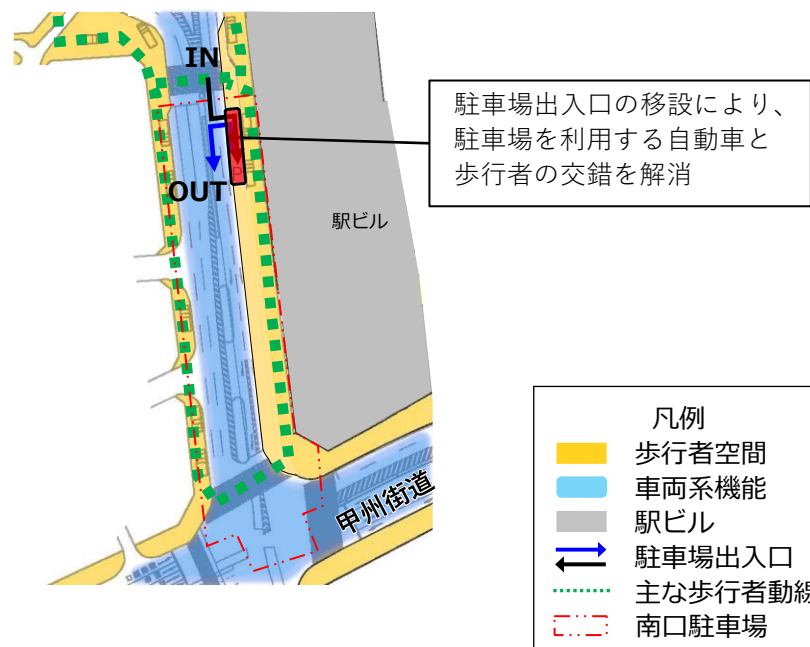 IN
OUT
P
駅ビル
甲州街道
駐車場出入口の移設により、
駐車場を利用する自動車と
歩行者の交錯を解消
凡例
歩行者空間
車両系機能
駅ビル
駐車場出入口
主な歩行者動線
南口駐車場